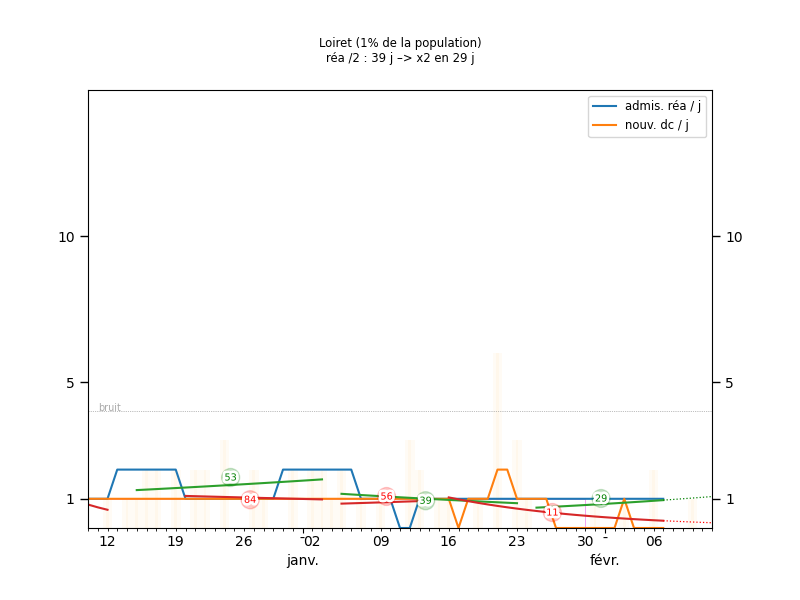 Loiret (1% de la population)
réa /2 : 39 j –> x2 en 29 j
admis. réa / j
nouv. dc / j
10 10
5 5
bruit
53
84
56
39
11
29
1 1
12 19 26 02 09 16 23 30 06
janv. févr.